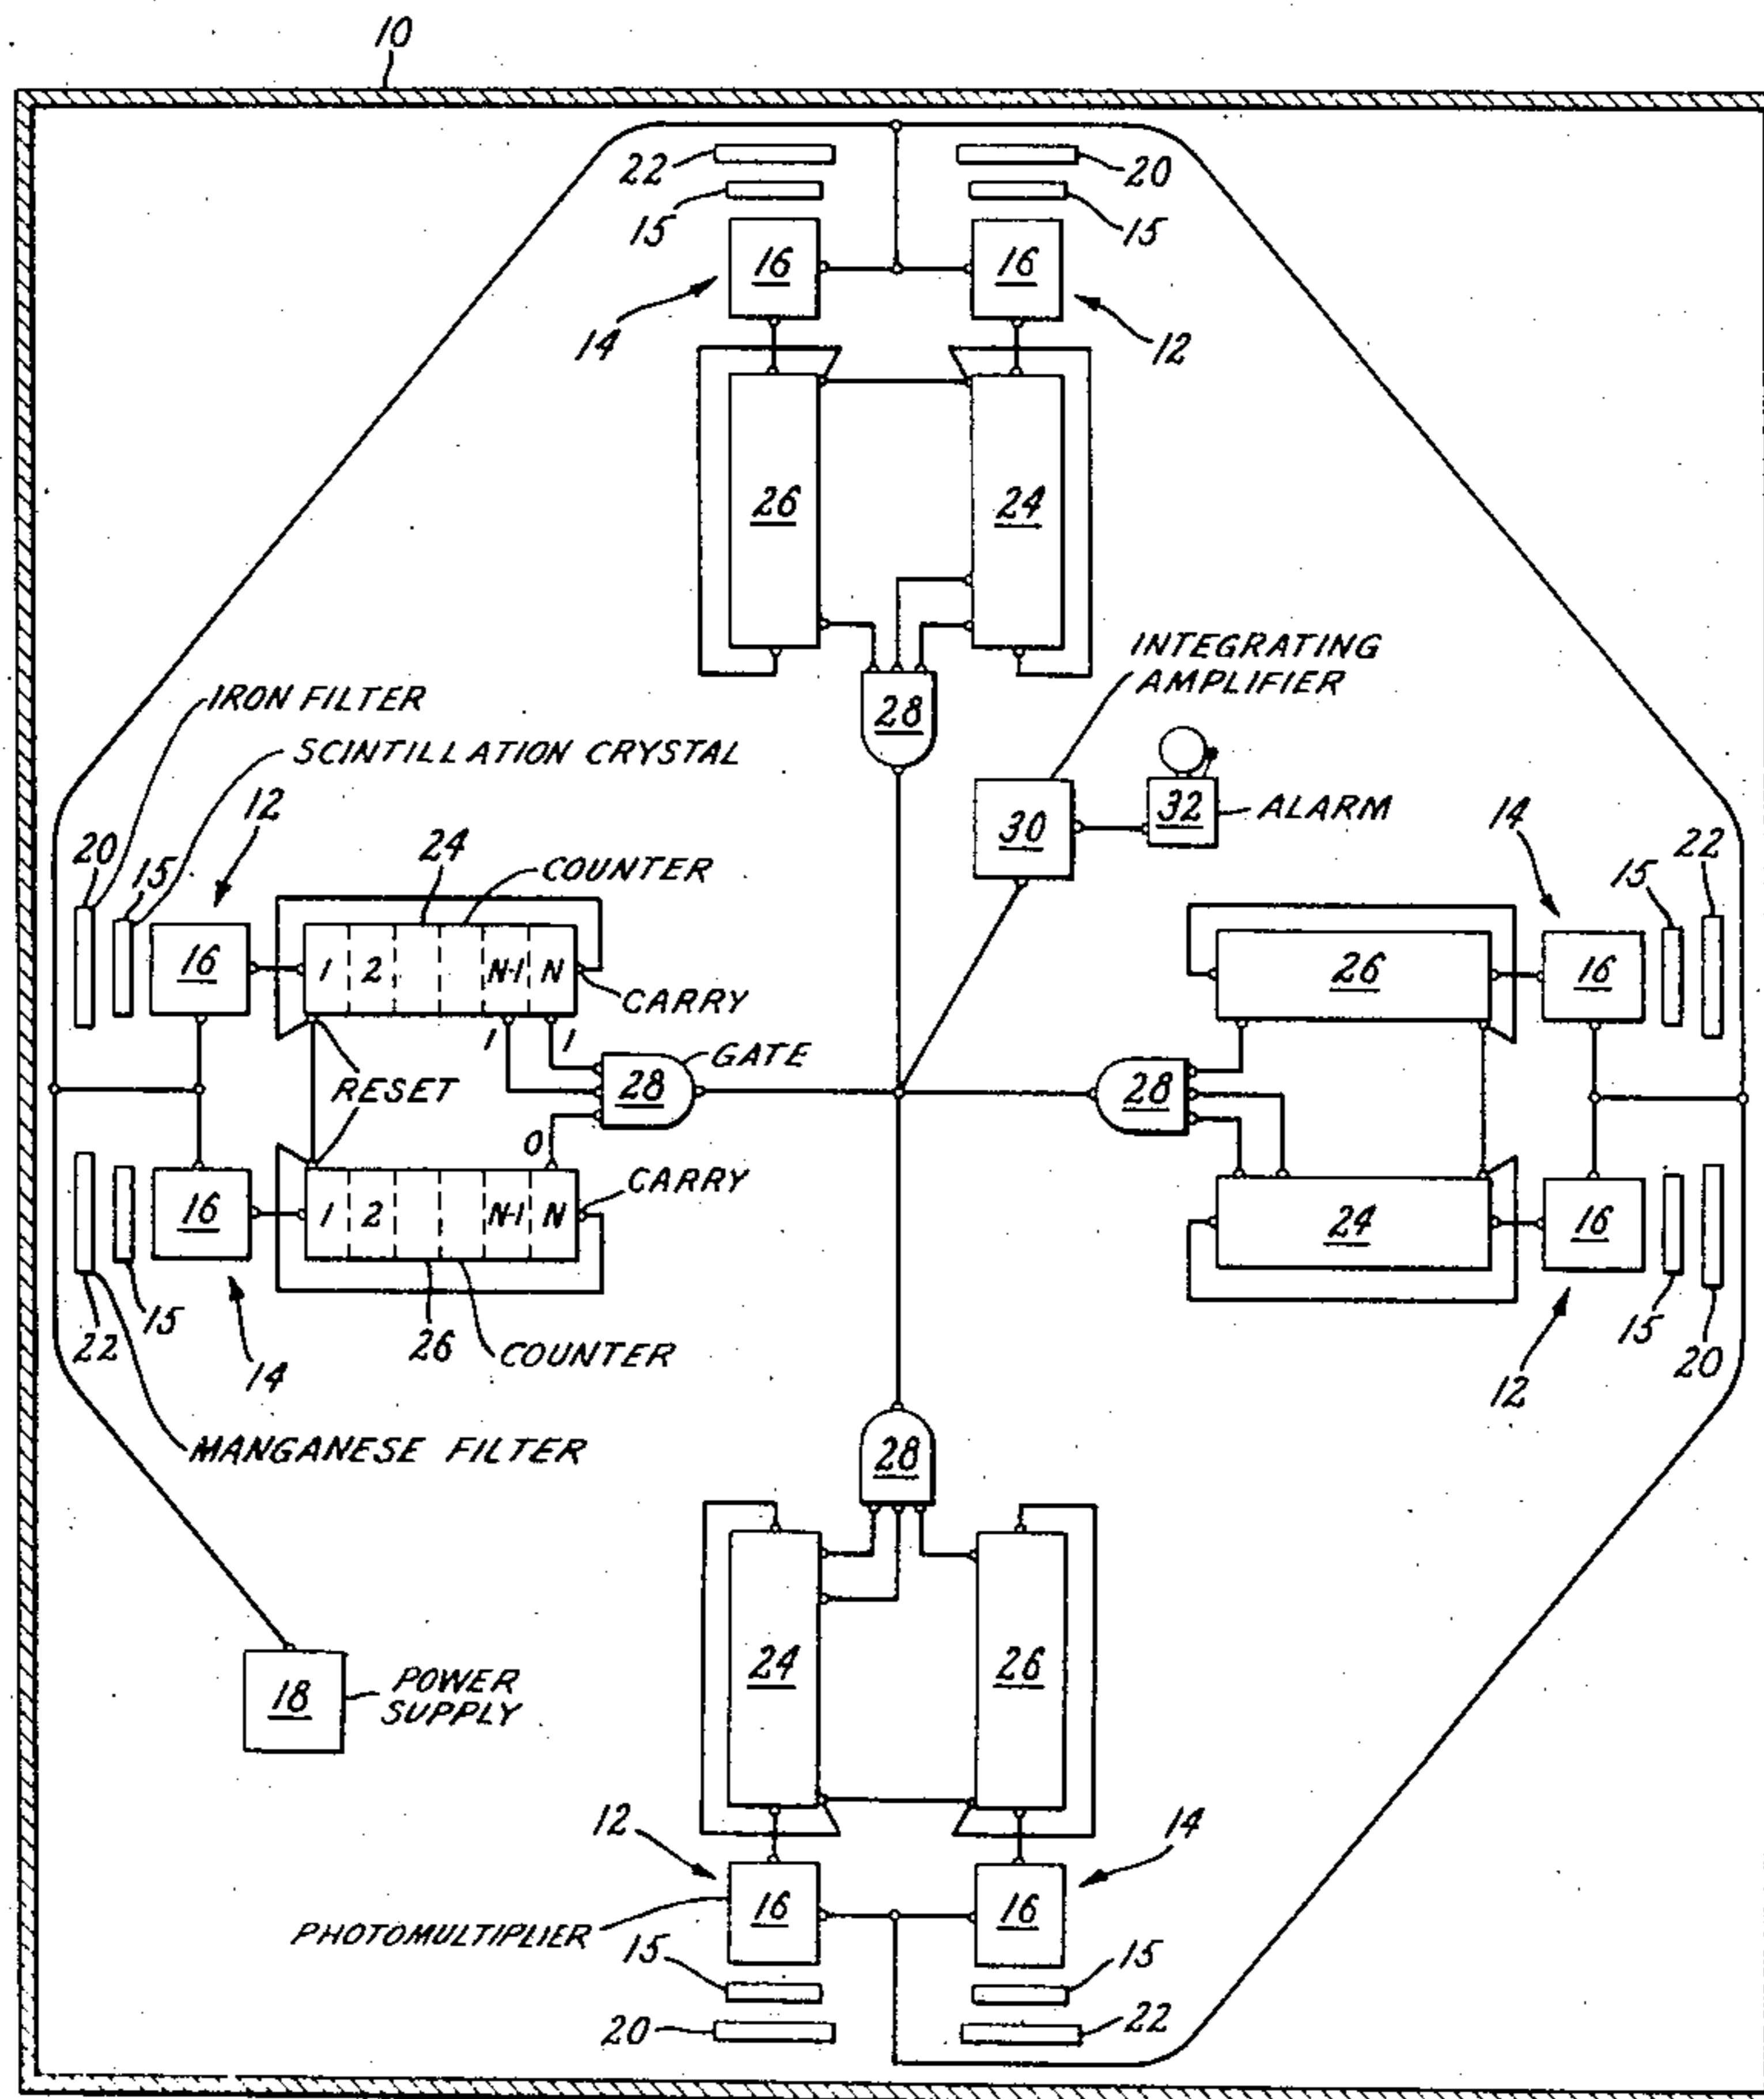 10
22
20
15
15
16
16
14
12
26
24
INTEGRATING
AMPLIFIER
28
IRON FILTER
SCINTILLATION CRYSTAL
12
30
32
ALARM
14
22
20
15
24
COUNTER
15
16
1 2 N-1 N
CARRY
26
16
1 1
GATE
RESET
28
28
0
16
1 2 N-1 N
CARRY
24
16
22
15
14
26
COUNTER
12
15
20
MANGANESE FILTER
28
24
26
18
POWER
SUPPLY
12
14
16
16
PHOTOMULTIPLIER
15
15
20
22